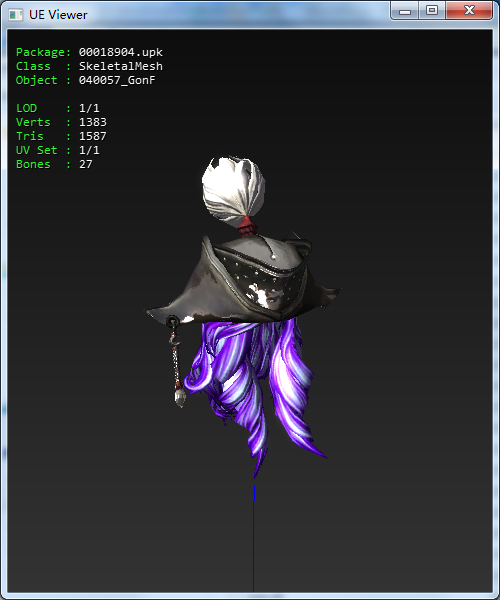 UE Viewer
Package: 00018904.upk
Class : SkeletalMesh
Object : 040057_GonF
LOD : 1/1
Verts : 1383
Tris : 1587
UV Set : 1/1
Bones : 27